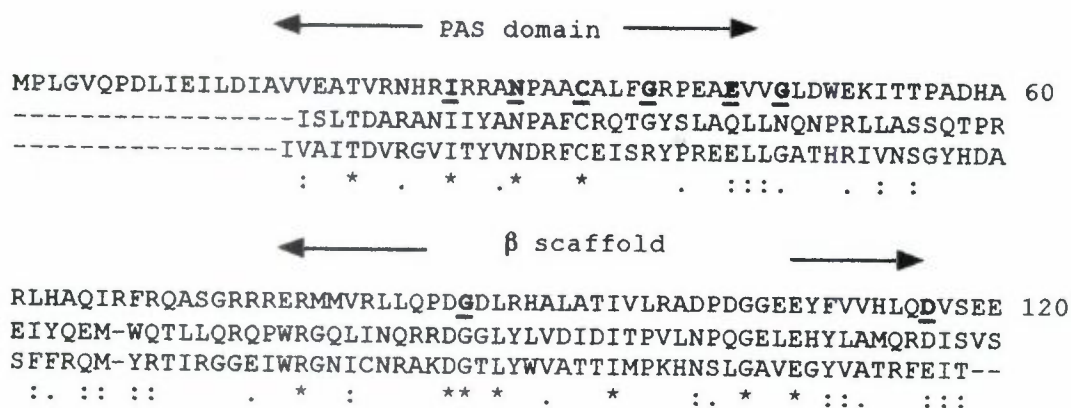 PAS domain
MPLGVQPDLIEILDIAVVEATVRNHRIRRANPAACALFGRPEAEVVGLDWEKITTPADHA 60
-----------------ISLTDARANIIYANPAFCRQTGYSLAQLLNQNPRLLASSQTPR
----------------IVAITDVRGVITYVNDRFCEISRYPREELLGATHRIVNSGYHDA
: * . * .* * . :::. . : :
β scaffold
RLHAQIRFRQASGRRRERMMVRLLQPDGDLRHALATIVLRADPDGGEEYFVVHLQDVSEE 120
EIYQEM-WQTLLQRQPWRGQLINQRRDGGLYLVDIDITPVLNPQGELEHYLAMQRDISVS
SFFRQM-YRTIRGGEIWRGNICNRAKDGTLYWVATTIMPKHNSLGAVEGYVATRFEIT--
:. :: :: . * : ** * . * :. * * ::. :::